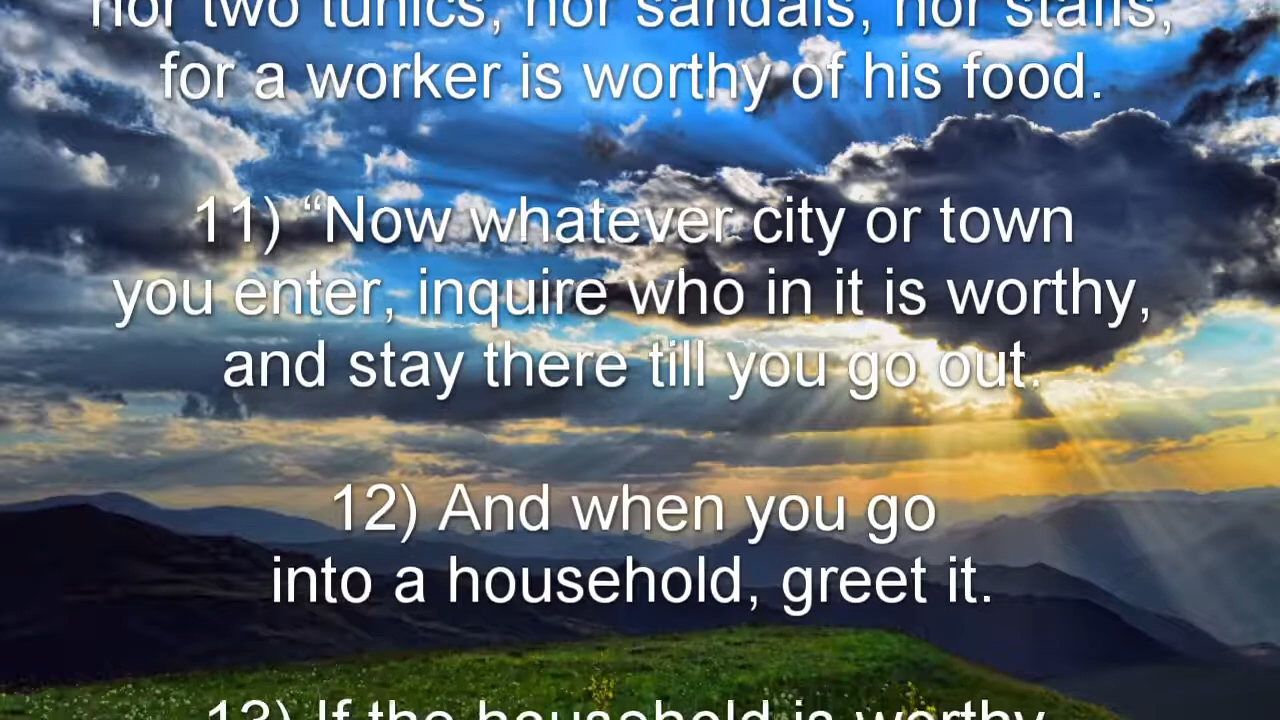 nor two tunics, nor sandals, nor staffs,
for a worker is worthy of his food.
11) “Now whatever city or town
you enter, inquire who in it is worthy,
and stay there till you go out.
12) And when you go
into a household, greet it.
13) If the household is worthy